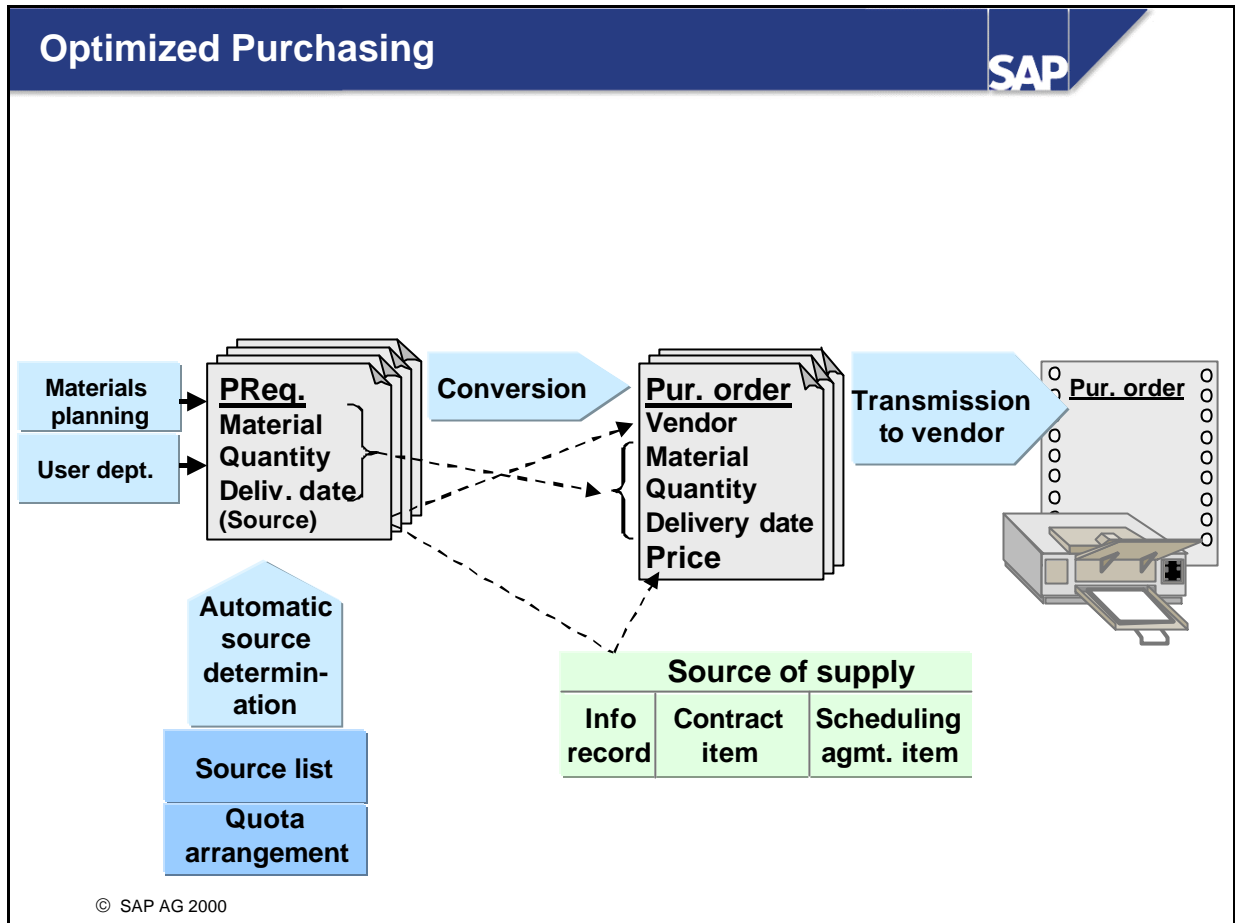 Optimized Purchasing
SAP
Materials
planning
User dept.
PReq.
Material
Quantity
Deliv. date
(Source)
Conversion
Pur. order
Vendor
Material
Quantity
Delivery date
Price
Transmission
to vendor
Pur. order
Automatic
source
determin-
ation
Source list
Quota
arrangement
Source of supply
Info
record
Contract
item
Scheduling
agmt. item
© SAP AG 2000